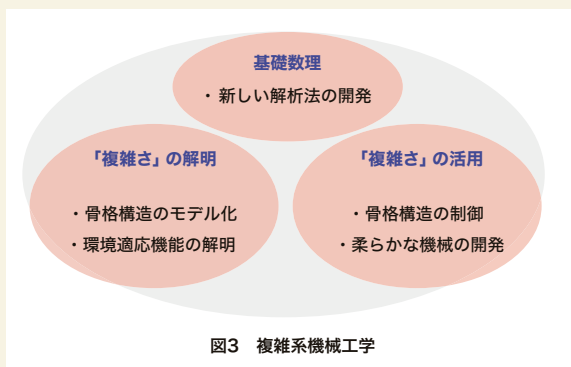 基礎数理
・新しい解析法の開発
「複雑さ」の解明
・骨格構造のモデル化
・環境適応機能の解明
「複雑さ」の活用
・骨格構造の制御
・柔らかな機械の開発
図3 複雑系機械工学